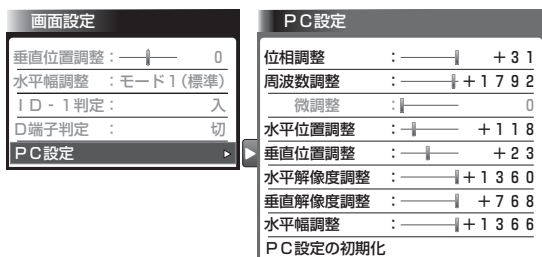 画面設定
垂直位置調整：0
水平幅調整：モード1(標準)
ID-1判定：入
D端子判定：切
PC設定
PC設定
位相調整：+31
周波数調整：+1792
微調整：0
水平位置調整：+118
垂直位置調整：+23
水平解像度調整：+1360
垂直解像度調整：+768
水平幅調整：+1366
PC設定の初期化